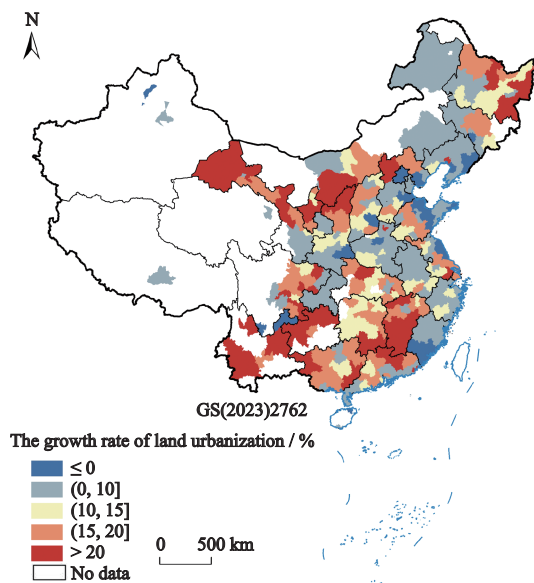 N
GS(2023)2762
The growth rate of land urbanization / %
≤ 0
(0, 10]
(10, 15]
(15, 20]
> 20
No data
0 500 km